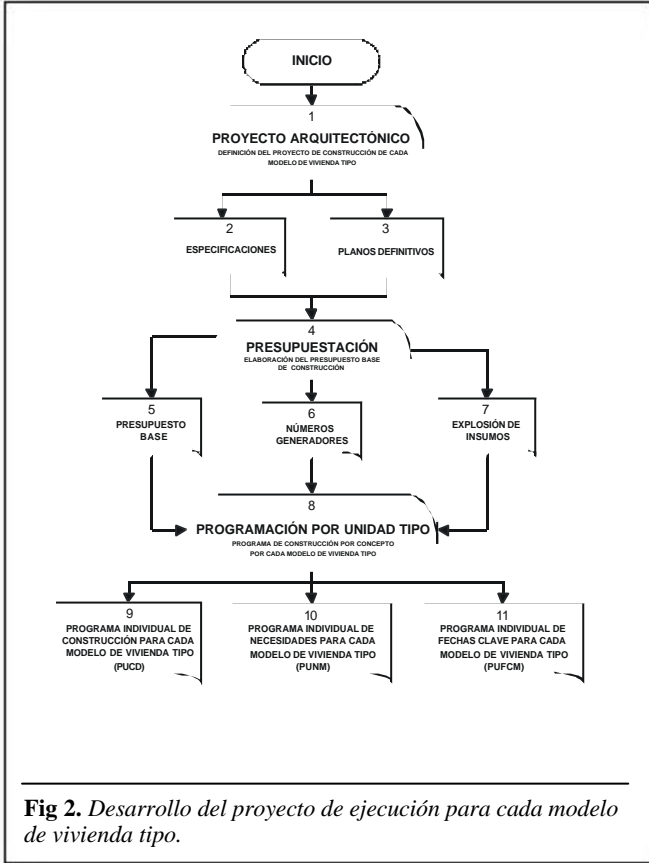 INICIO
1
PROYECTO ARQUITECTÓNICO
DEFINICIÓN DEL PROYECTO DE CONSTRUCCIÓN DE CADA
MODELO DE VIVIENDA TIPO
2
ESPECIFICACIONES
3
PLANOS DEFINITIVOS
4
PRESUPUESTACIÓN
ELABORACIÓN DEL PRESUPUESTO BASE
DE CONSTRUCCIÓN
5
PRESUPUESTO
BASE
6
NÚMEROS
GENERADORES
7
EXPLOSIÓN DE
INSUMOS
8
PROGRAMACIÓN POR UNIDAD TIPO
PROGRAMA DE CONSTRUCCIÓN POR CONCEPTO
POR CADA MODELO DE VIVIENDA TIPO
9
PROGRAMA INDIVIDUAL DE
CONSTRUCCIÓN PARA CADA
MODELO DE VIVIENDA TIPO
(PUCD)
10
PROGRAMA INDIVIDUAL DE
NECESIDADES PARA CADA
MODELO DE VIVIENDA TIPO
(PUNM)
11
PROGRAMA INDIVIDUAL DE
FECHAS CLAVE PARA CADA
MODELO DE VIVIENDA TIPO
(PUFCM)
Fig 2. Desarrollo del proyecto de ejecución para cada modelo
de vivienda tipo.